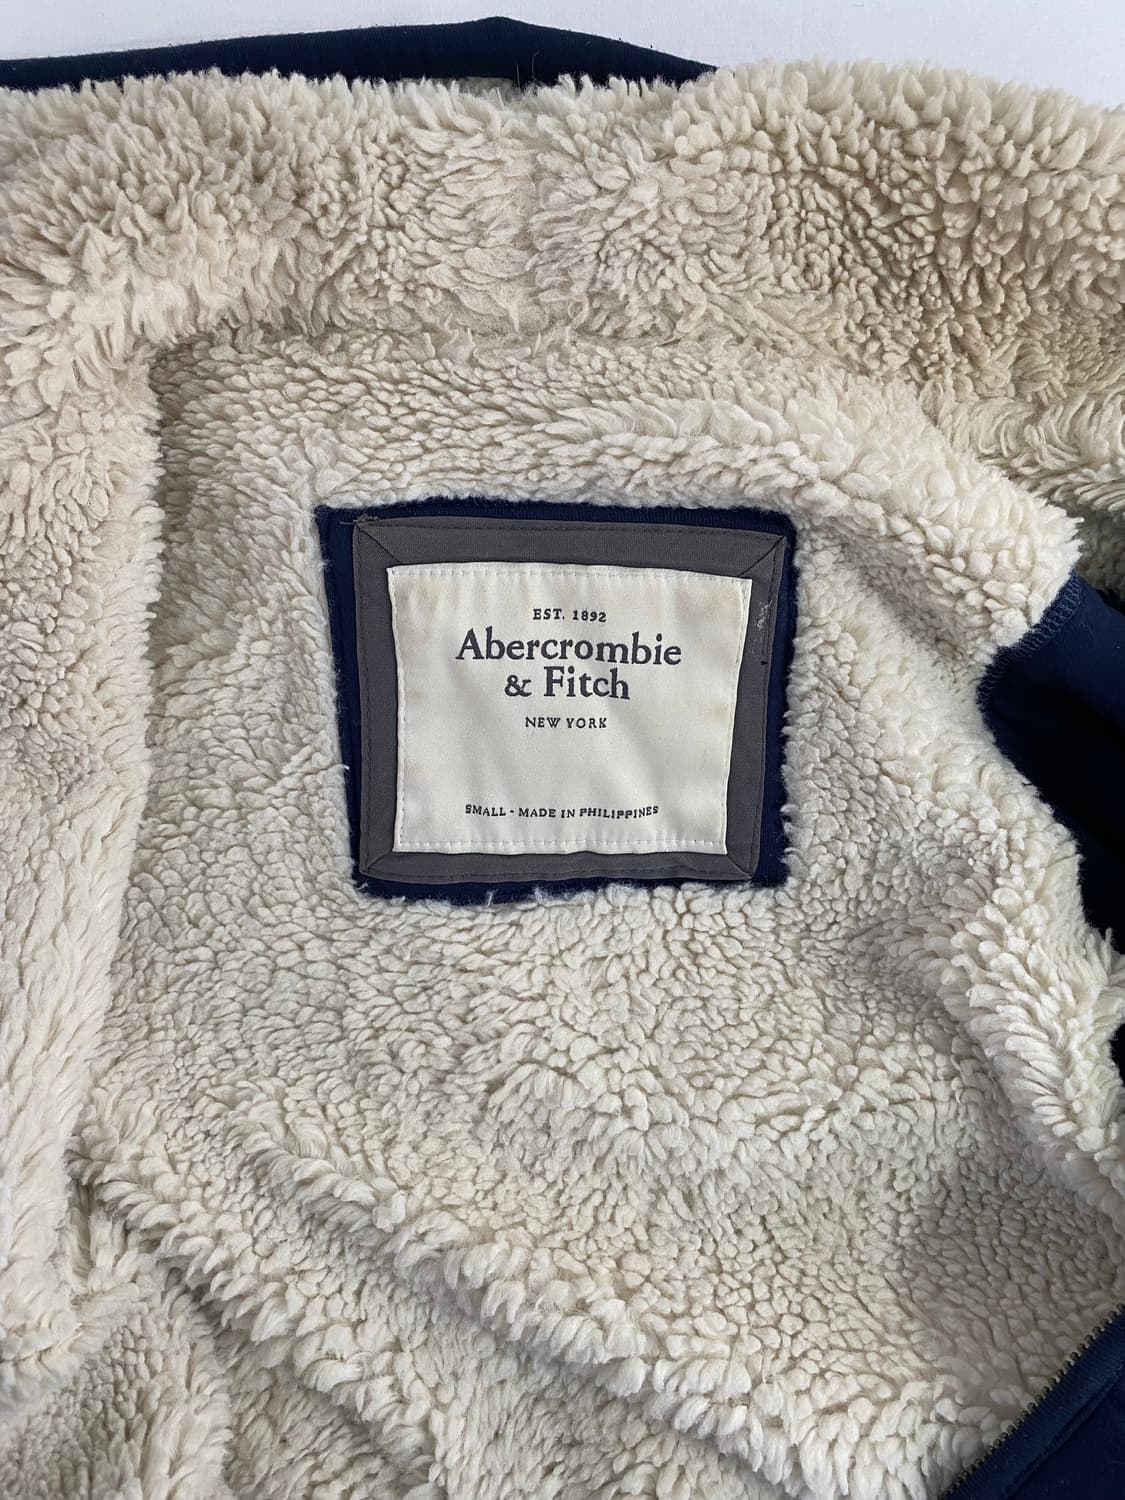 EST. 1892
Abercrombie
& Fitch
NEW YORK
SMALL - MADE IN PHILIPPINES